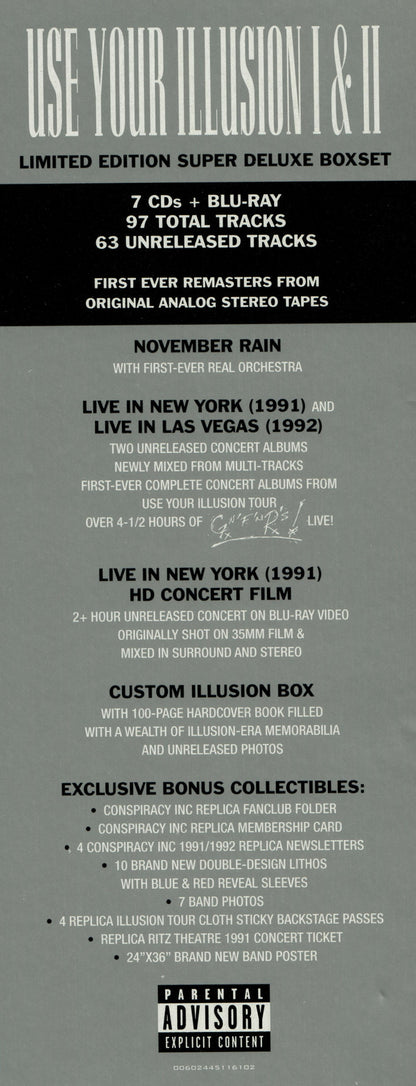 USE YOUR ILLUSION I & II
LIMITED EDITION SUPER DELUXE BOXSET
7 CDs + BLU-RAY
97 TOTAL TRACKS
63 UNRELEASED TRACKS
FIRST EVER REMASTERS FROM
ORIGINAL ANALOG STEREO TAPES
NOVEMBER RAIN
WITH FIRST-EVER REAL ORCHESTRA
LIVE IN NEW YORK (1991) AND
LIVE IN LAS VEGAS (1992)
TWO UNRELEASED CONCERT ALBUMS
NEWLY MIXED FROM MULTI-TRACKS
FIRST-EVER COMPLETE CONCERT ALBUMS FROM
USE YOUR ILLUSION TOUR
OVER 4-1/2 HOURS OF G N' F'N' R's! LIVE!
LIVE IN NEW YORK (1991)
HD CONCERT FILM
2+ HOUR UNRELEASED CONCERT ON BLU-RAY VIDEO
ORIGINALLY SHOT ON 35MM FILM &
MIXED IN SURROUND AND STEREO
CUSTOM ILLUSION BOX
WITH 100-PAGE HARDCOVER BOOK FILLED
WITH A WEALTH OF ILLUSION-ERA MEMORABILIA
AND UNRELEASED PHOTOS
EXCLUSIVE BONUS COLLECTIBLES:
• CONSPIRACY INC REPLICA FANCLUB FOLDER
• CONSPIRACY INC REPLICA MEMBERSHIP CARD
• 4 CONSPIRACY INC 1991/1992 REPLICA NEWSLETTERS
• 10 BRAND NEW DOUBLE-DESIGN LITHOS
WITH BLUE & RED REVEAL SLEEVES
• 7 BAND PHOTOS
• 4 REPLICA ILLUSION TOUR CLOTH STICKY BACKSTAGE PASSES
• REPLICA RITZ THEATRE 1991 CONCERT TICKET
• 24”X36” BRAND NEW BAND POSTER
PARENTAL
ADVISORY
EXPLICIT CONTENT
00602445116102